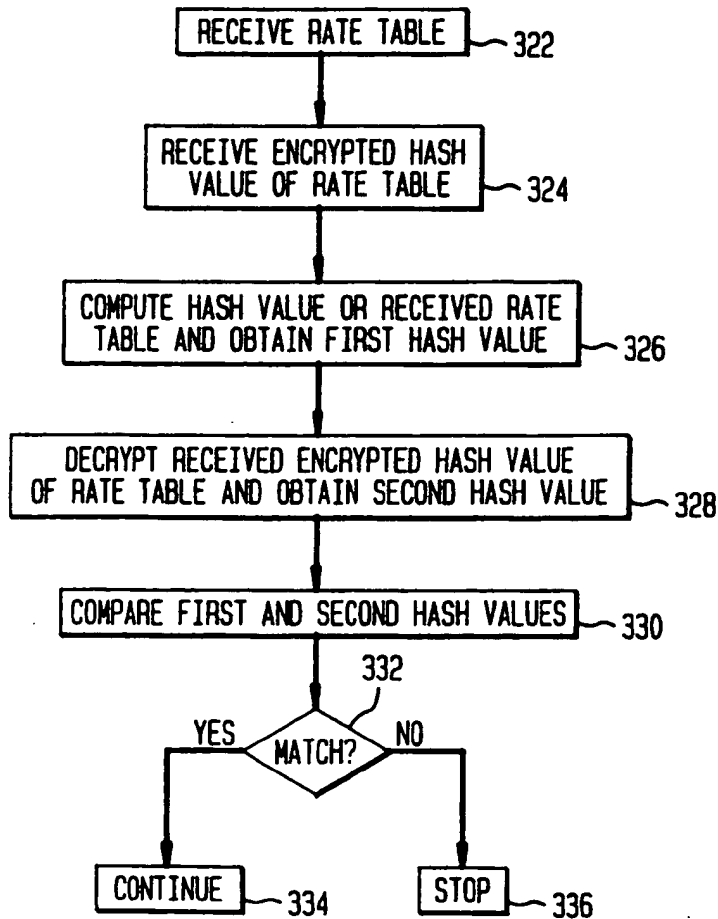 RECEIVE RATE TABLE
322
RECEIVE ENCRYPTED HASH
VALUE OF RATE TABLE
324
COMPUTE HASH VALUE OR RECEIVED RATE
TABLE AND OBTAIN FIRST HASH VALUE
326
DECRYPT RECEIVED ENCRYPTED HASH VALUE
OF RATE TABLE AND OBTAIN SECOND HASH VALUE
328
COMPARE FIRST AND SECOND HASH VALUES
330
332
YES
MATCH?
NO
CONTINUE
334
STOP
336